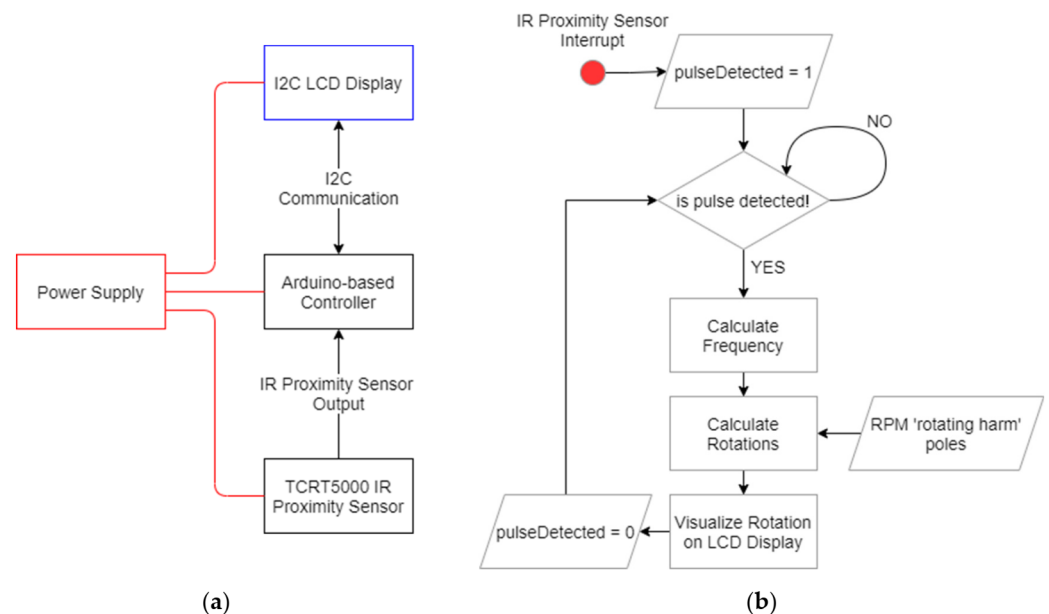 I2C LCD Display
I2C
Communication
Power Supply
Arduino-based
Controller
IR Proximity Sensor
Output
TCRT5000 IR
Proximity Sensor
(a)
IR Proximity Sensor
Interrupt
pulseDetected = 1
NO
is pulse detected!
YES
Calculate
Frequency
Calculate
Rotations
RPM 'rotating harm'
poles
Visualize Rotation
on LCD Display
pulseDetected = 0
(b)